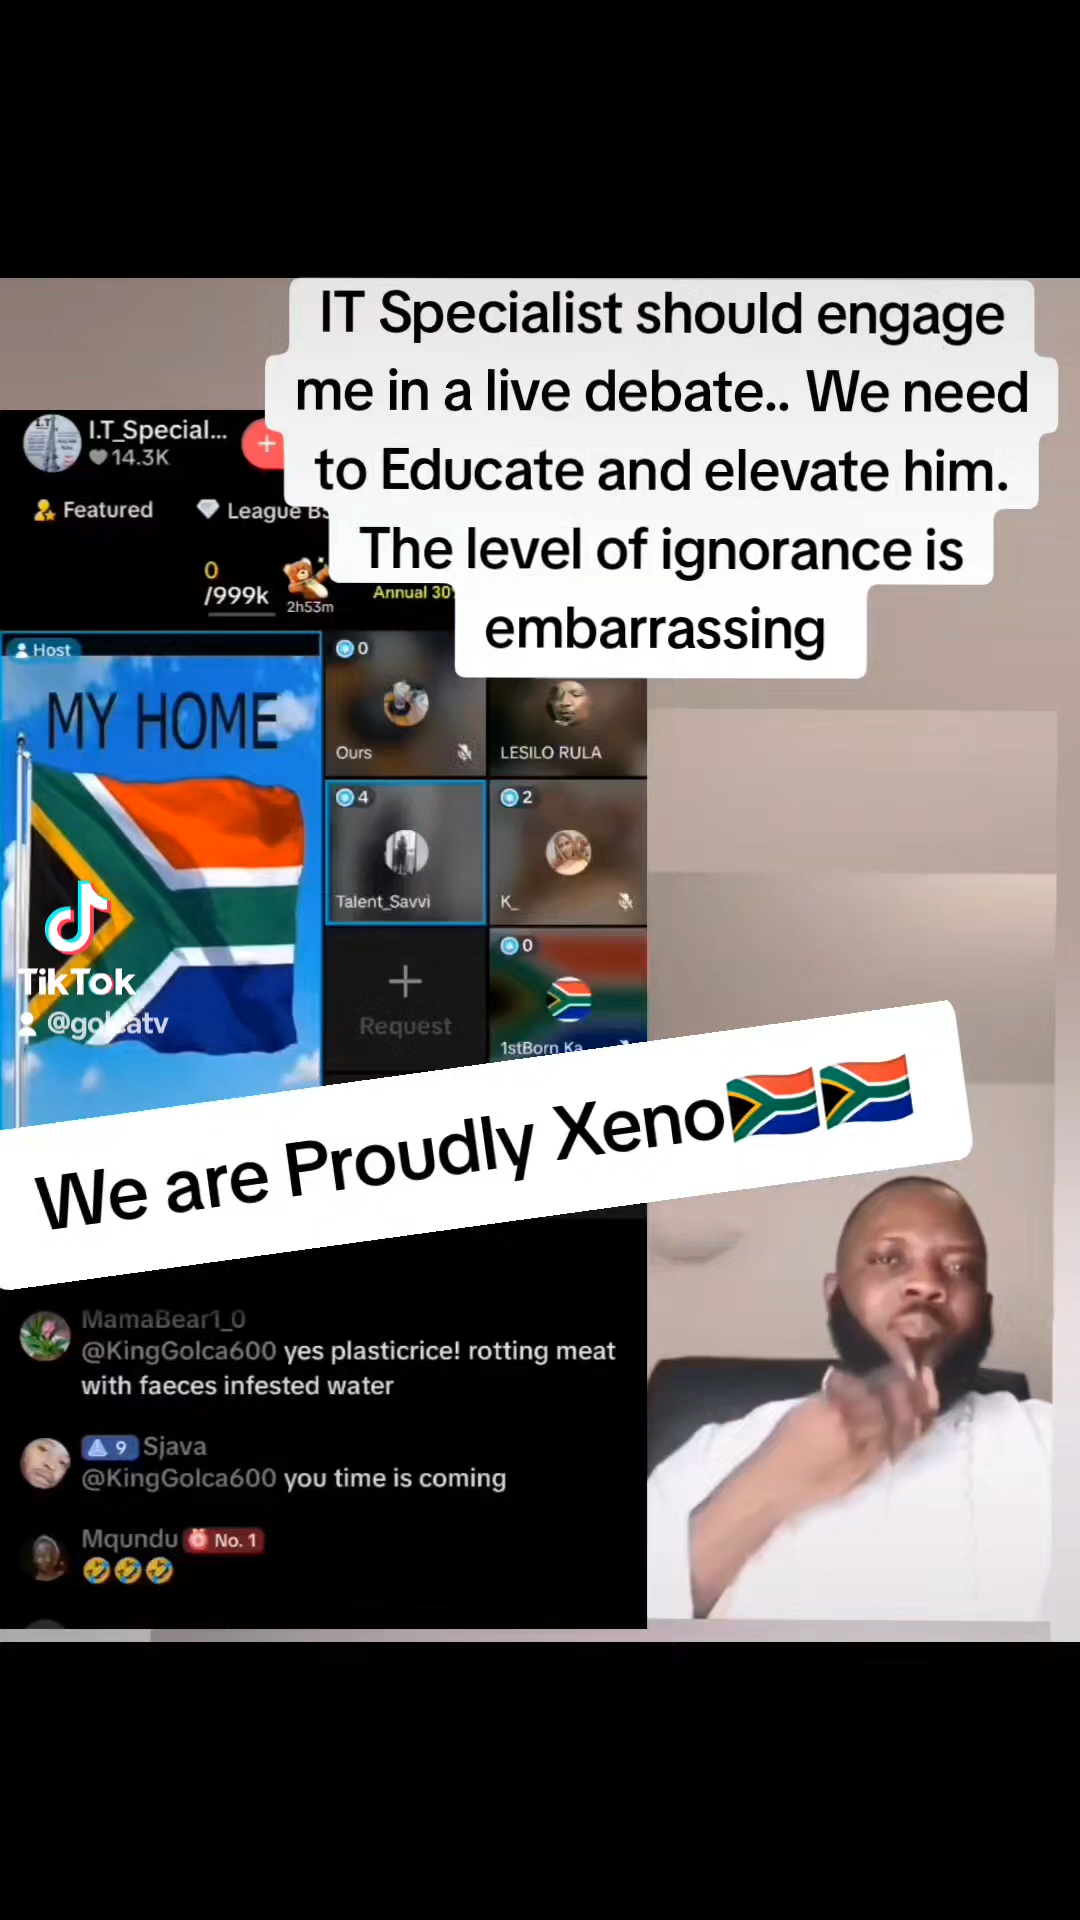 IT Specialist should engage
me in a live debate.. We need
to Educate and elevate him.
The level of ignorance is
embarrassing
I.T_Special...
14.3K
Featured
League
0
/999k
2h53m
Annual
Host
MY HOME
0
Ours
LESILO RULA
4
Talent_Savvi
2
K_
Request
0
1stBorn
TikTok
We are Proudly Xeno🇿🇦🇿🇦
MamaBear1_0
@KingGolca600 yes plasticrice! rotting meat
with faeces infested water
9 Sjava
@KingGolca600 you time is coming
Mqundu No. 1
🤣🤣🤣